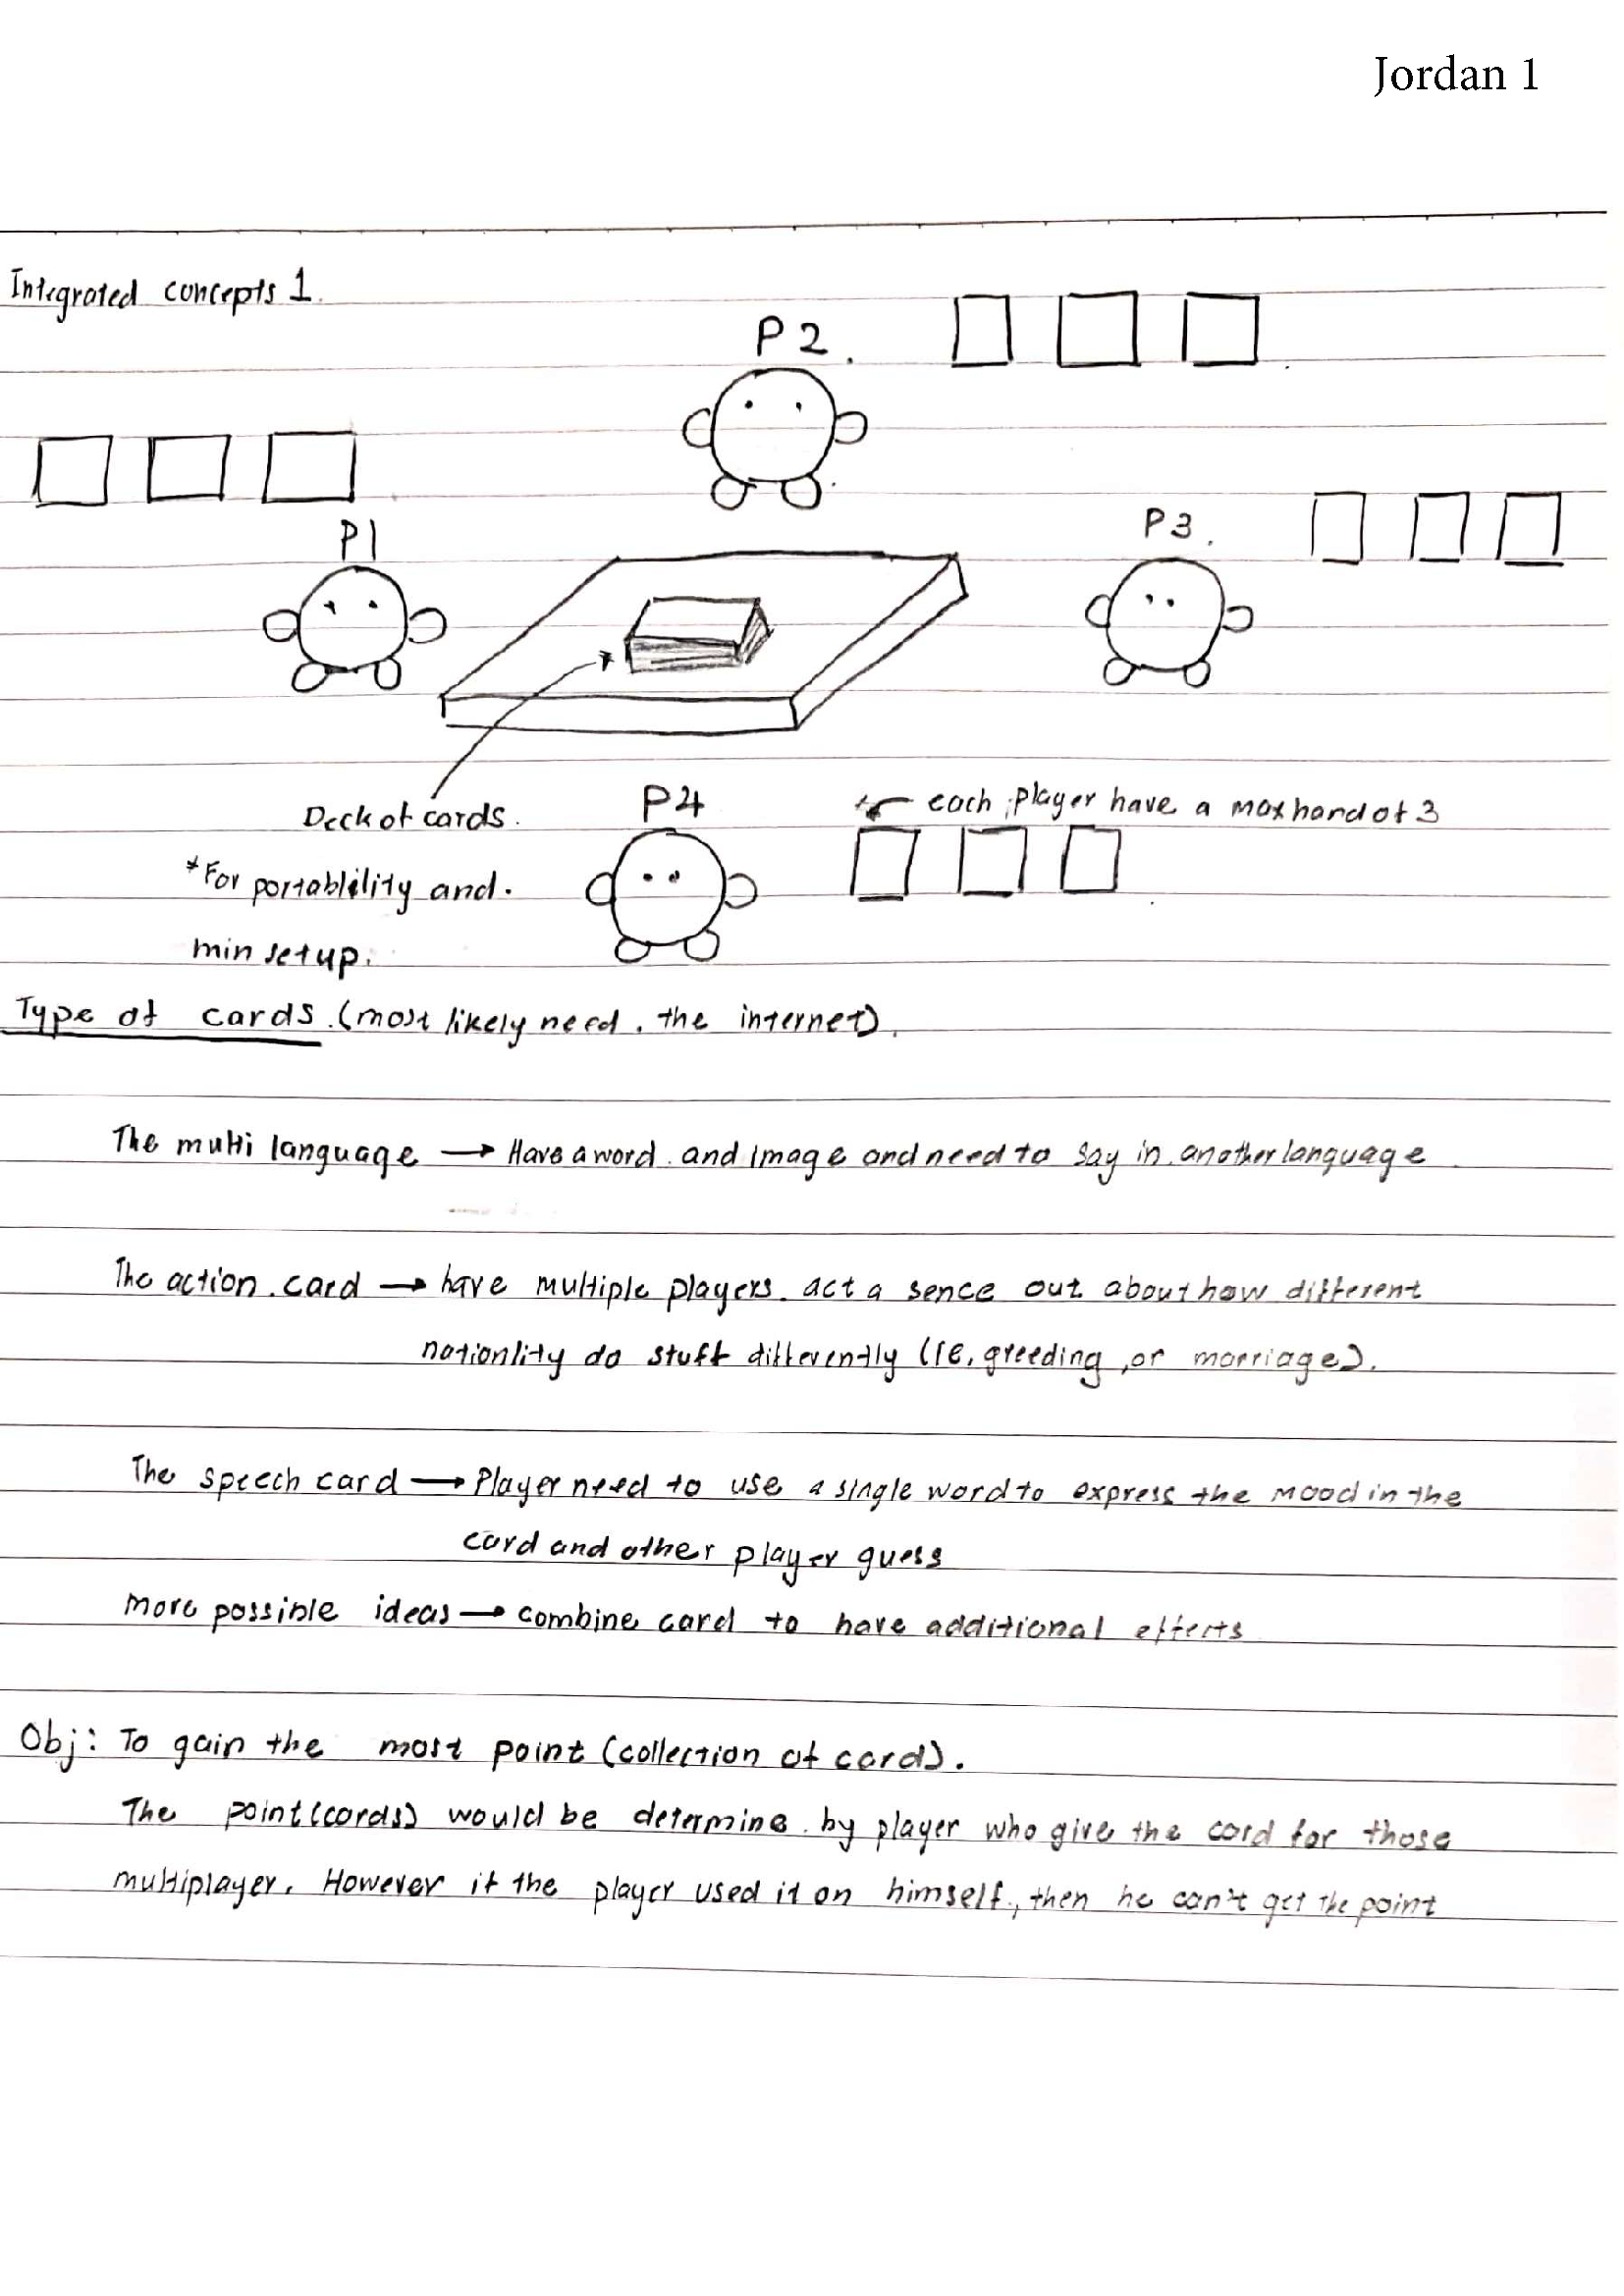 Jordan 1
Integrated concepts 1.
P2.
P1
P3.
Deck of cards.
P4
each player have a max hand of 3
*For portablility and.
min setup.
Type of cards. (most likely need. the internet).
The multi language → Have a word. and image and need to say in. another language
The action. card → have multiple players. act a sence out about how different
nationlity do stuff differently (IE. greeding, or marriage).
The speech card → Player need to use a single word to express the mood in the
card and other player guess
more possible ideas → combine card to have additional effects
Obj: To gain the most point (collection of card).
The point (cards) would be determine. by player who give the card for those
multiplayer. However if the player used it on himself, then he can't get the point